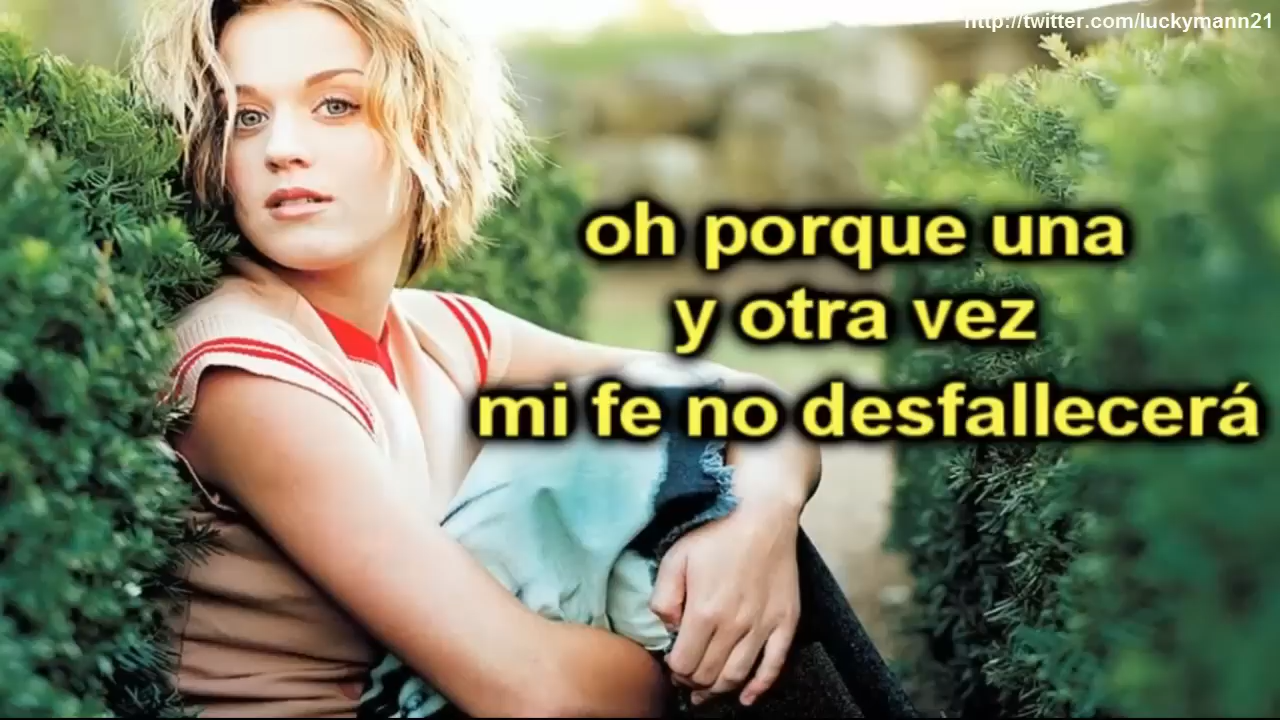 http://twitter.com/luckymann21
oh porque una
y otra vez
mi fe no desfallecerá